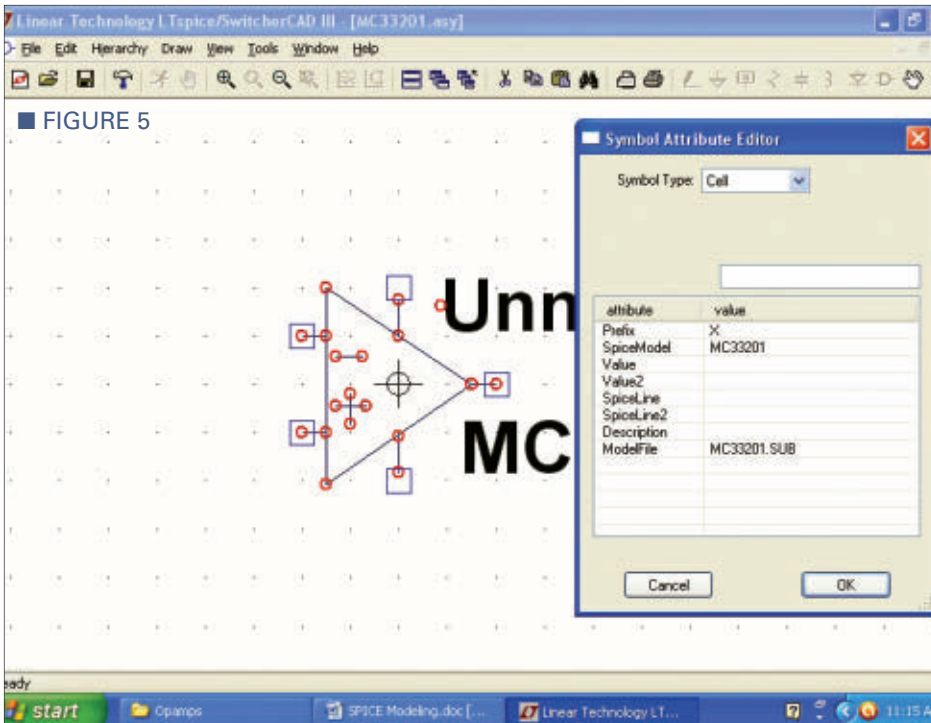 Linear Technology LTspice/SwitcherCAD III - [MC33201.asy]
File Edit Hierarchy Draw View Tools Window Help
FIGURE 5
Symbol Attribute Editor
Symbol Type: Cell
Unn
MC
attribute value
Prefix X
SpiceModel MC33201
Value
Value2
SpiceLine
SpiceLine2
Description
ModelFile MC33201.SUB
Cancel OK
eady
start Opamps SPICE Modeling.doc [... Linear Technology LT... 11:15 A